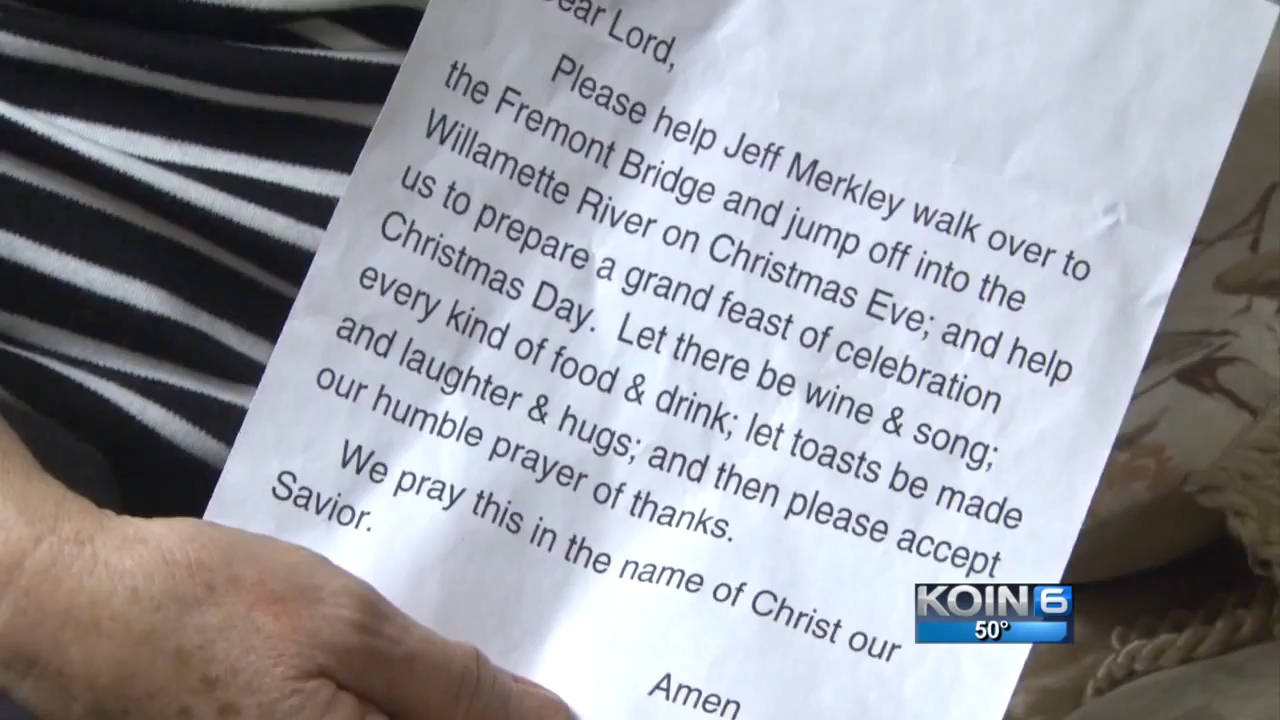 ear Lord,
Please help Jeff Merkley walk over to
the Fremont Bridge and jump off into the
Willamette River on Christmas Eve; and help
us to prepare a grand feast of celebration
Christmas Day.  Let there be wine & song;
every kind of food & drink; let toasts be made
and laughter & hugs; and then please accept
our humble prayer of thanks.
We pray this in the name of Christ our
Savior.
Amen
KOIN 6
50°